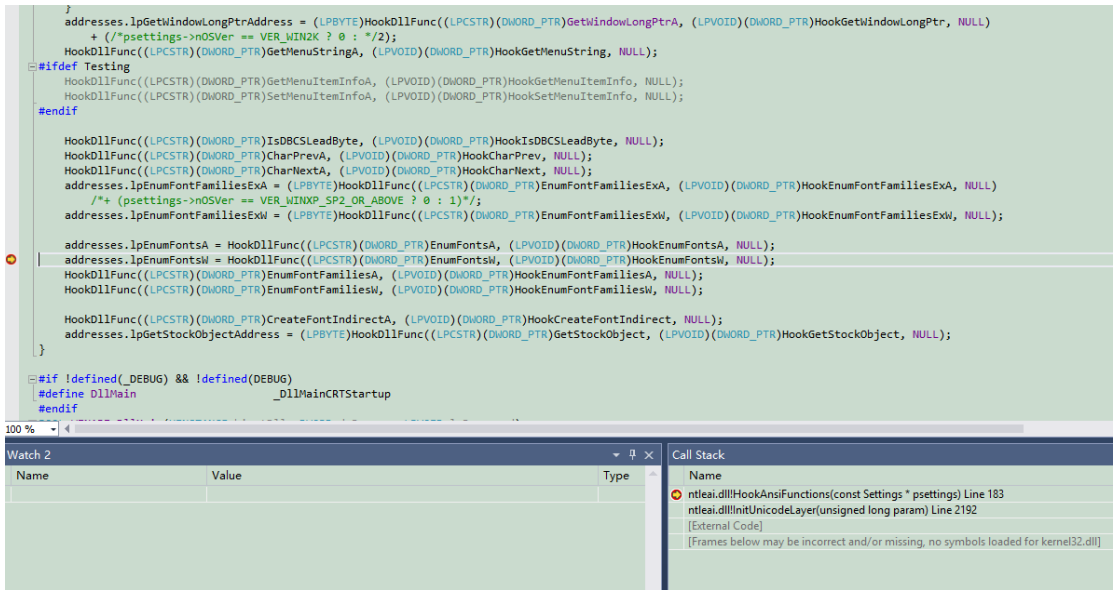 }
addresses.lpGetWindowLongPtrAddress = (LPBYTE)HookDllFunc((LPCSTR)(DWORD_PTR)GetWindowLongPtrA, (LPVOID)(DWORD_PTR)HookGetWindowLongPtr, NULL)
+ (/*psettings->nOSVer == VER_WIN2K ? 0 : */2);
HookDllFunc((LPCSTR)(DWORD_PTR)GetMenuStringA, (LPVOID)(DWORD_PTR)HookGetMenuString, NULL);
#ifdef Testing
HookDllFunc((LPCSTR)(DWORD_PTR)GetMenuItemInfoA, (LPVOID)(DWORD_PTR)HookGetMenuItemInfo, NULL);
HookDllFunc((LPCSTR)(DWORD_PTR)SetMenuItemInfoA, (LPVOID)(DWORD_PTR)HookSetMenuItemInfo, NULL);
#endif
HookDllFunc((LPCSTR)(DWORD_PTR)IsDBCSLeadByte, (LPVOID)(DWORD_PTR)HookIsDBCSLeadByte, NULL);
HookDllFunc((LPCSTR)(DWORD_PTR)CharPrevA, (LPVOID)(DWORD_PTR)HookCharPrev, NULL);
HookDllFunc((LPCSTR)(DWORD_PTR)CharNextA, (LPVOID)(DWORD_PTR)HookCharNext, NULL);
addresses.lpEnumFontFamiliesExA = (LPBYTE)HookDllFunc((LPCSTR)(DWORD_PTR)EnumFontFamiliesExA, (LPVOID)(DWORD_PTR)HookEnumFontFamiliesExA, NULL)
/*+ (psettings->nOSVer == VER_WINXP_SP2_OR_ABOVE ? 0 : 1)*/;
addresses.lpEnumFontFamiliesExW = (LPBYTE)HookDllFunc((LPCSTR)(DWORD_PTR)EnumFontFamiliesExW, (LPVOID)(DWORD_PTR)HookEnumFontFamiliesExW, NULL);
addresses.lpEnumFontsA = HookDllFunc((LPCSTR)(DWORD_PTR)EnumFontsA, (LPVOID)(DWORD_PTR)HookEnumFontsA, NULL);
addresses.lpEnumFontsW = HookDllFunc((LPCSTR)(DWORD_PTR)EnumFontsW, (LPVOID)(DWORD_PTR)HookEnumFontsW, NULL);
HookDllFunc((LPCSTR)(DWORD_PTR)EnumFontFamiliesA, (LPVOID)(DWORD_PTR)HookEnumFontFamiliesA, NULL);
HookDllFunc((LPCSTR)(DWORD_PTR)EnumFontFamiliesW, (LPVOID)(DWORD_PTR)HookEnumFontFamiliesW, NULL);
HookDllFunc((LPCSTR)(DWORD_PTR)CreateFontIndirectA, (LPVOID)(DWORD_PTR)HookCreateFontIndirect, NULL);
addresses.lpGetStockObjectAddress = (LPBYTE)HookDllFunc((LPCSTR)(DWORD_PTR)GetStockObject, (LPVOID)(DWORD_PTR)HookGetStockObject, NULL);
}
#if !defined(_DEBUG) && !defined(DEBUG)
#define DllMain _DllMainCRTStartup
#endif
100 %
Watch 2
Name Value Type
Call Stack
Name
ntleai.dll!HookAnsiFunctions(const Settings * psettings) Line 183
ntleai.dll!InitUnicodeLayer(unsigned long param) Line 2192
[External Code]
[Frames below may be incorrect and/or missing, no symbols loaded for kernel32.dll]